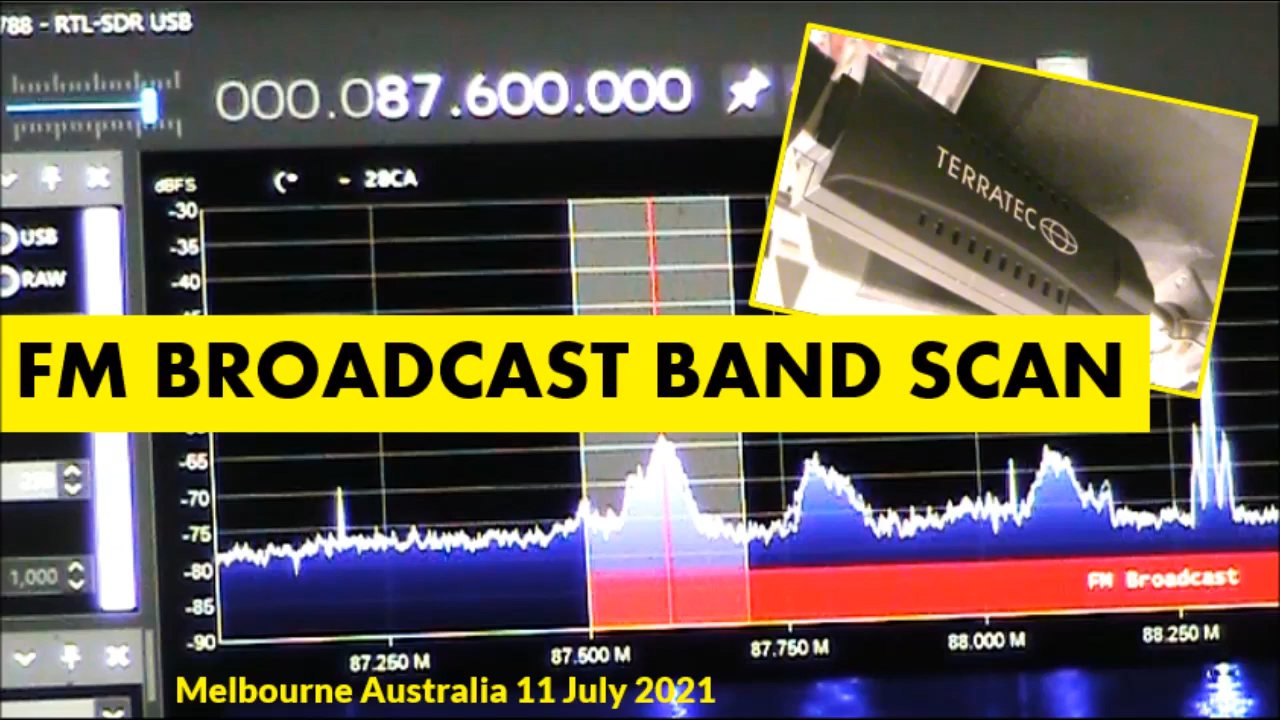 788 - RTL-SDR USB
000.087.600.000
dBFS
28CA
-30
-35
-40
USB
RAW
TERRATEC
FM BROADCAST BAND SCAN
-65
-70
-75
-80
-85
-90
1,000
FM Broadcast
87.250 M
87.500 M
87.750 M
88.000 M
88.250 M
Melbourne Australia 11 July 2021